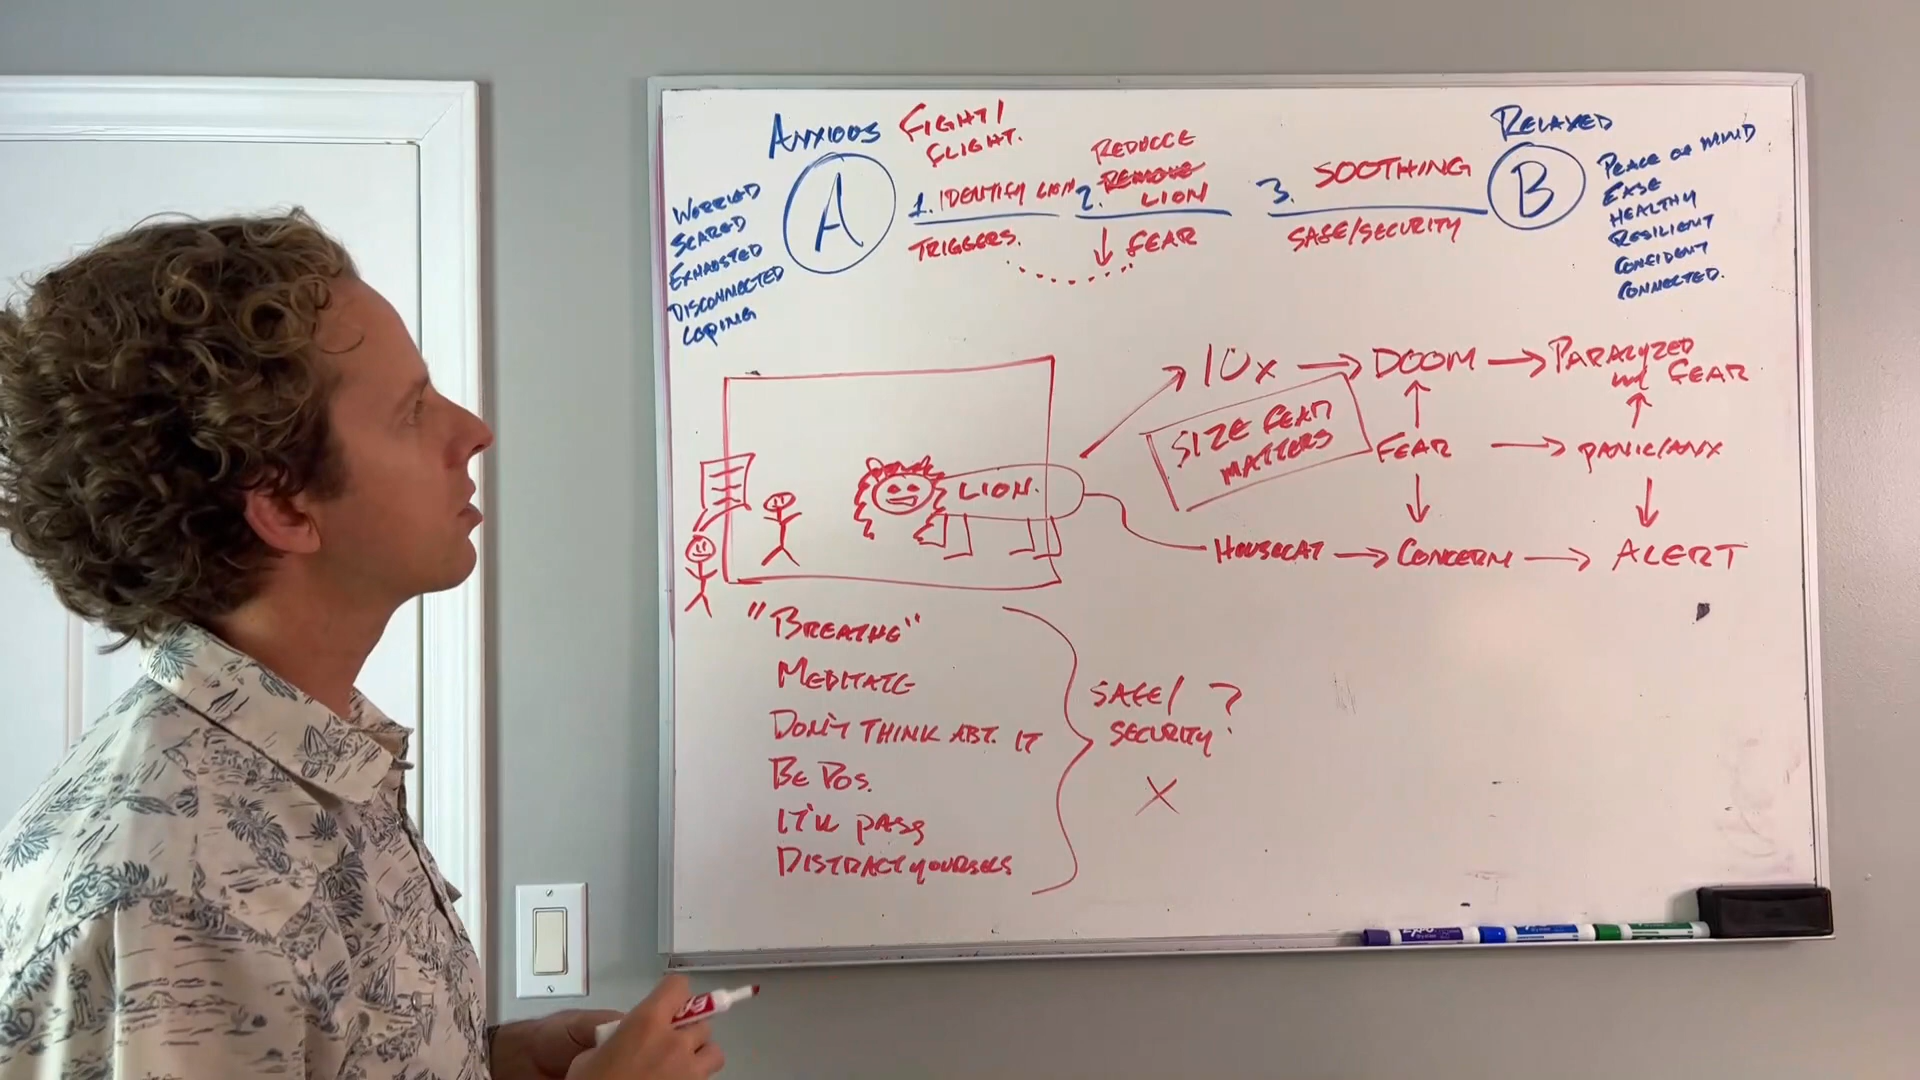 ANXIOUS
FIGHT/
FLIGHT.
WORRIED
SCARED
EXHAUSTED
DISCONNECTED
COPING
A
1. IDENTIFY LION
TRIGGERS.
REDUCE
2. REMOVE
LION
↓ FEAR
3. SOOTHING
SAFE/SECURITY
RELAXED
B
PEACE OF MIND
EASE
HEALTHY
RESILIENT
CONFIDENT
CONNECTED.
LION.
→ 10x → DOOM → PARALYZED
w/ FEAR
SIZE FEAR
MATTERS
FEAR → PANIC/ANX
HOUSECAT → CONCERN → ALERT
"BREATHE"
MEDITATE
DON'T THINK ABT. IT
BE POS.
IT'LL PASS
DISTRACT YOURSELF
SAFE/
SECURITY ?
X
EXPO